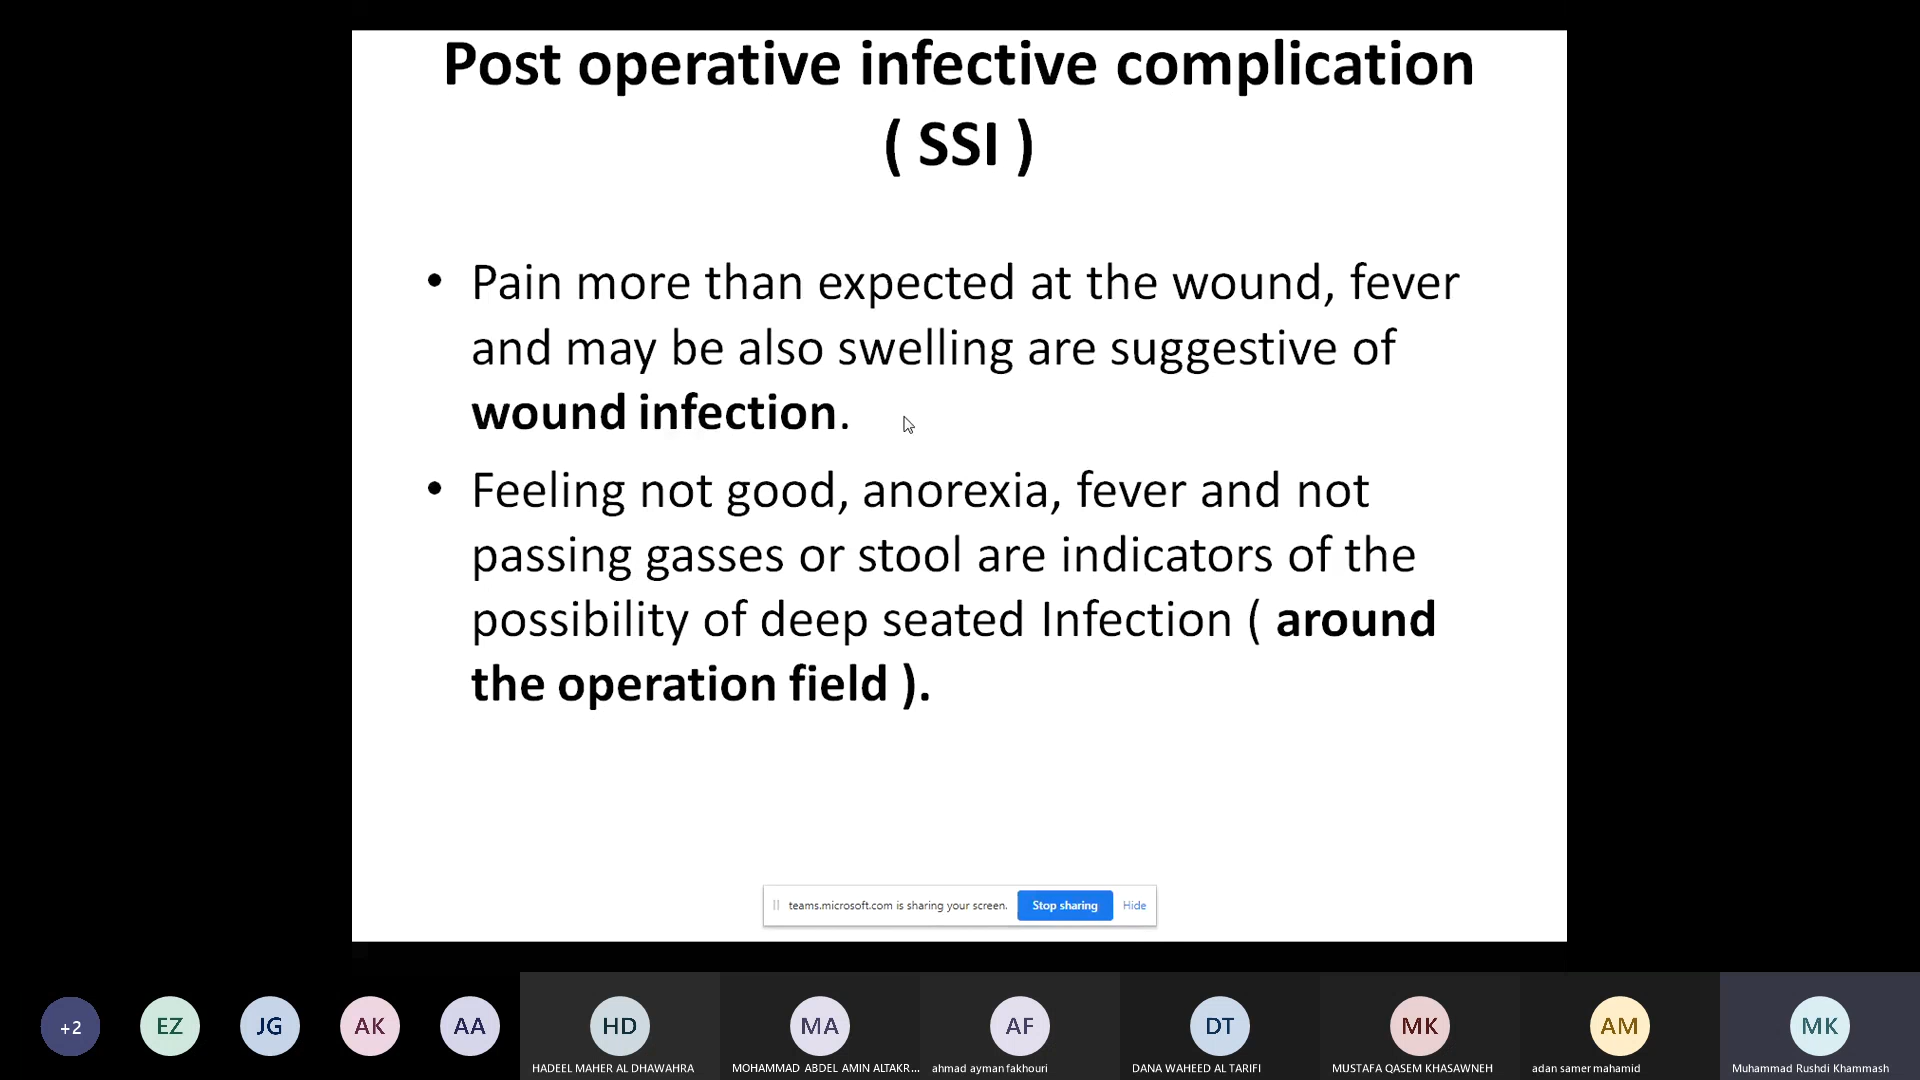 Post operative infective complication
( SSI )
• Pain more than expected at the wound, fever
and may be also swelling are suggestive of
wound infection.
• Feeling not good, anorexia, fever and not
passing gasses or stool are indicators of the
possibility of deep seated Infection ( around
the operation field ).
teams.microsoft.com is sharing your screen. Stop sharing Hide
+2 EZ JG AK AA HD MA AF DT MK AM MK
HADEEL MAHER AL DHAWAHRA MOHAMMAD ABDEL AMIN ALTAKR... ahmad ayman fakhouri DANA WAHEED AL TARIFI MUSTAFA QASEM KHASAWNEH adan samer mahamid Muhammad Rushdi Khammash